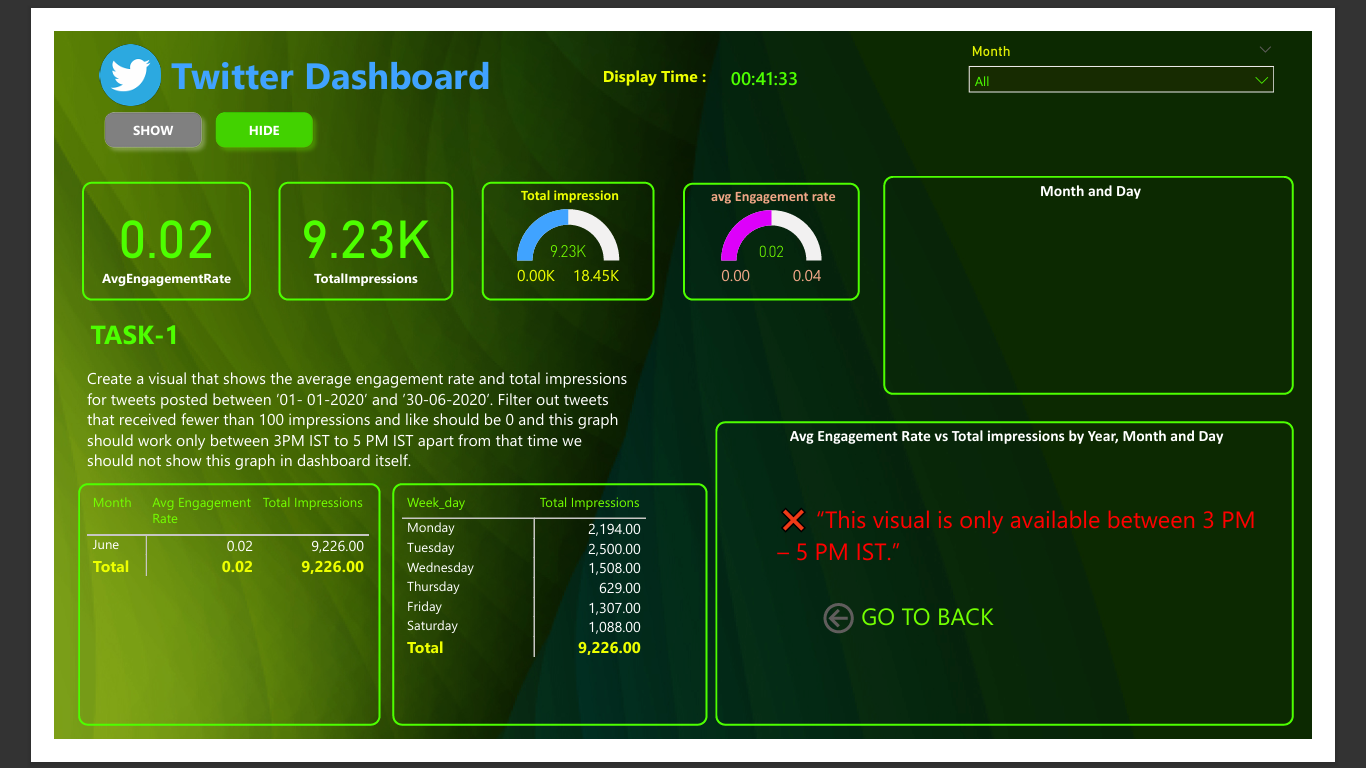 Twitter Dashboard
Display Time :
00:41:33
Month
All
SHOW
HIDE
0.02
AvgEngagementRate
9.23K
TotalImpressions
Total impression
9.23K
0.00K
18.45K
avg Engagement rate
0.02
0.00
0.04
Month and Day
TASK-1
Create a visual that shows the average engagement rate and total impressions
for tweets posted between ‘01- 01-2020’ and ‘30-06-2020’. Filter out tweets
that received fewer than 100 impressions and like should be 0 and this graph
should work only between 3PM IST to 5 PM IST apart from that time we
should not show this graph in dashboard itself.
Month Avg Engagement Total Impressions
Rate
June 0.02 9,226.00
Total 0.02 9,226.00
Week_day Total Impressions
Monday 2,194.00
Tuesday 2,500.00
Wednesday 1,508.00
Thursday 629.00
Friday 1,307.00
Saturday 1,088.00
Total 9,226.00
Avg Engagement Rate vs Total impressions by Year, Month and Day
❌ “This visual is only available between 3 PM
– 5 PM IST.”
GO TO BACK